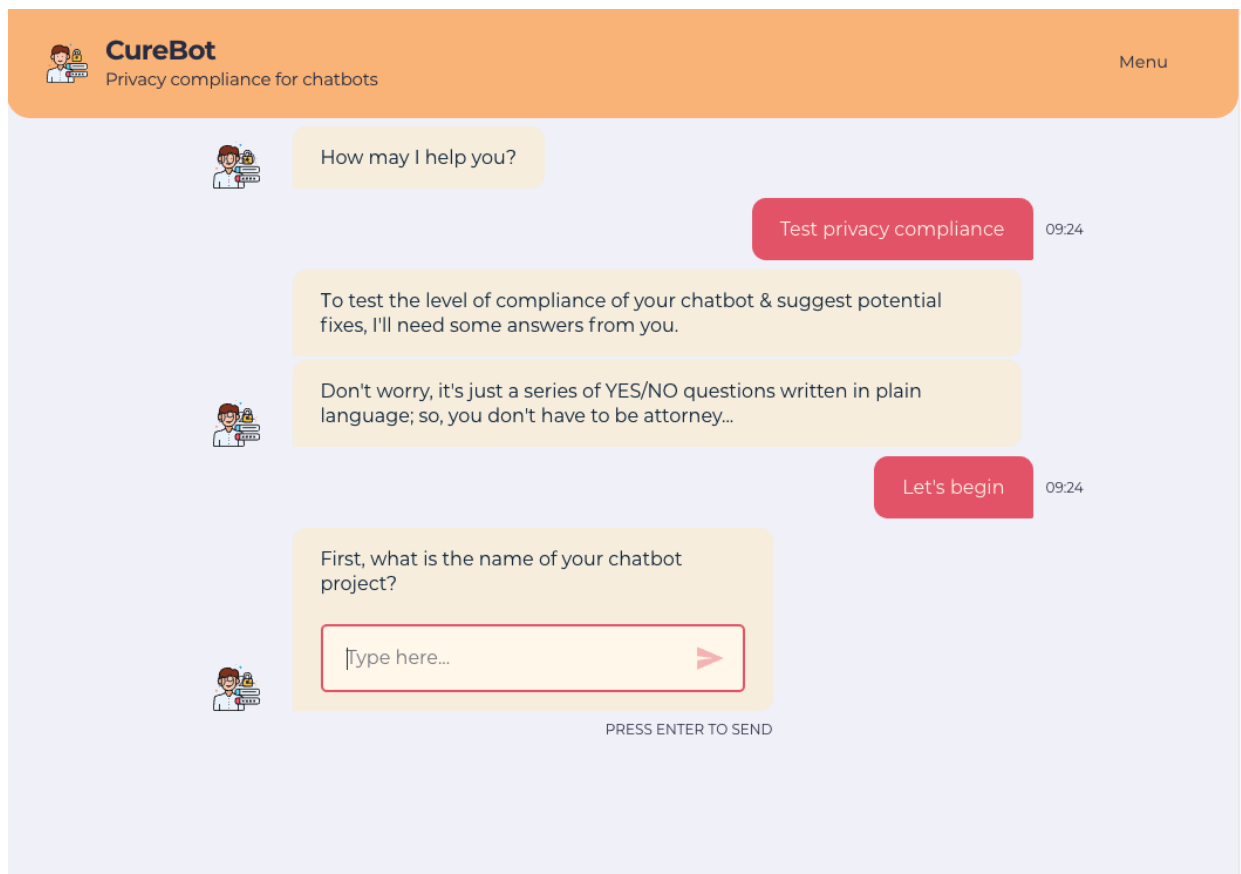 CureBot
Privacy compliance for chatbots
Menu
How may I help you?
Test privacy compliance
09:24
To test the level of compliance of your chatbot & suggest potential
fixes, I'll need some answers from you.
Don't worry, it's just a series of YES/NO questions written in plain
language; so, you don't have to be attorney...
Let's begin
09:24
First, what is the name of your chatbot
project?
Type here...
PRESS ENTER TO SEND